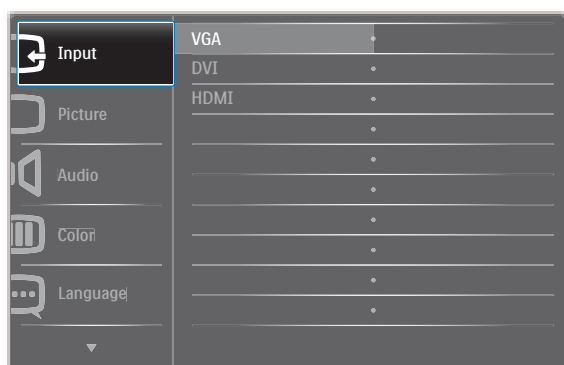 Input
Picture
Audio
Color
Language
VGA
DVI
HDMI